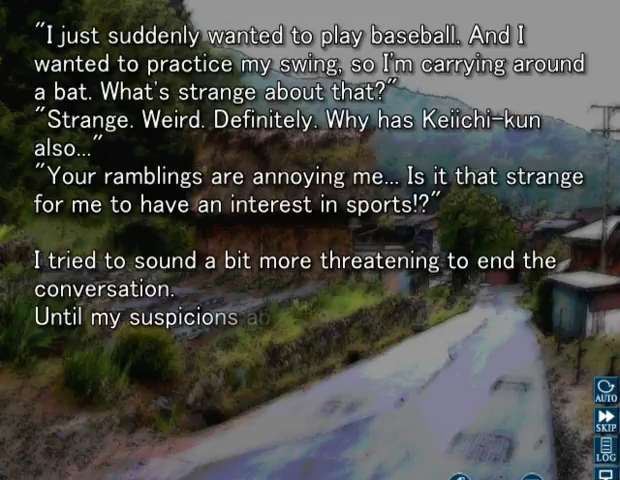 "I just suddenly wanted to play baseball. And I
wanted to practice my swing, so I'm carrying around
a bat. What's strange about that?"
"Strange. Weird. Definitely. Why has Keiichi-kun
also..."
"Your ramblings are annoying me... Is it that strange
for me to have an interest in sports!?"
I tried to sound a bit more threatening to end the
conversation.
Until my suspicions ab
AUTO
SKIP
LOG